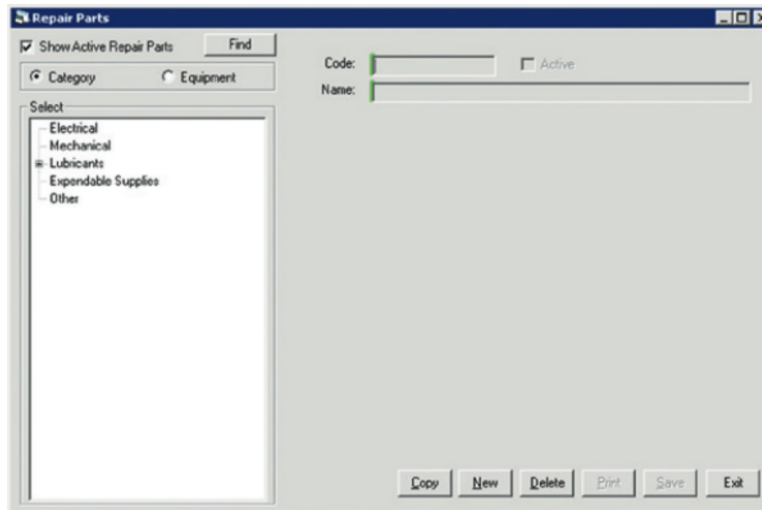 Repair Parts
Show Active Repair Parts Find
Category Equipment
Select
Electrical
Mechanical
Lubricants
Expendable Supplies
Other
Code: Active
Name:
Copy New Delete Print Save Exit